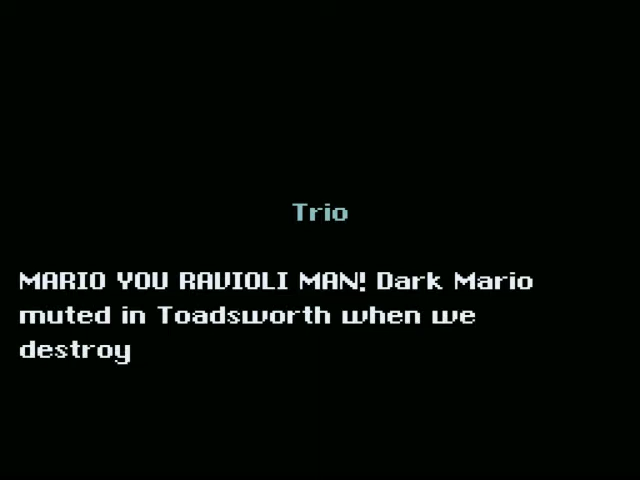 Trio
MARIO YOU RAVIOLI MAN! Dark Mario
muted in Toadsworth when we
destroy